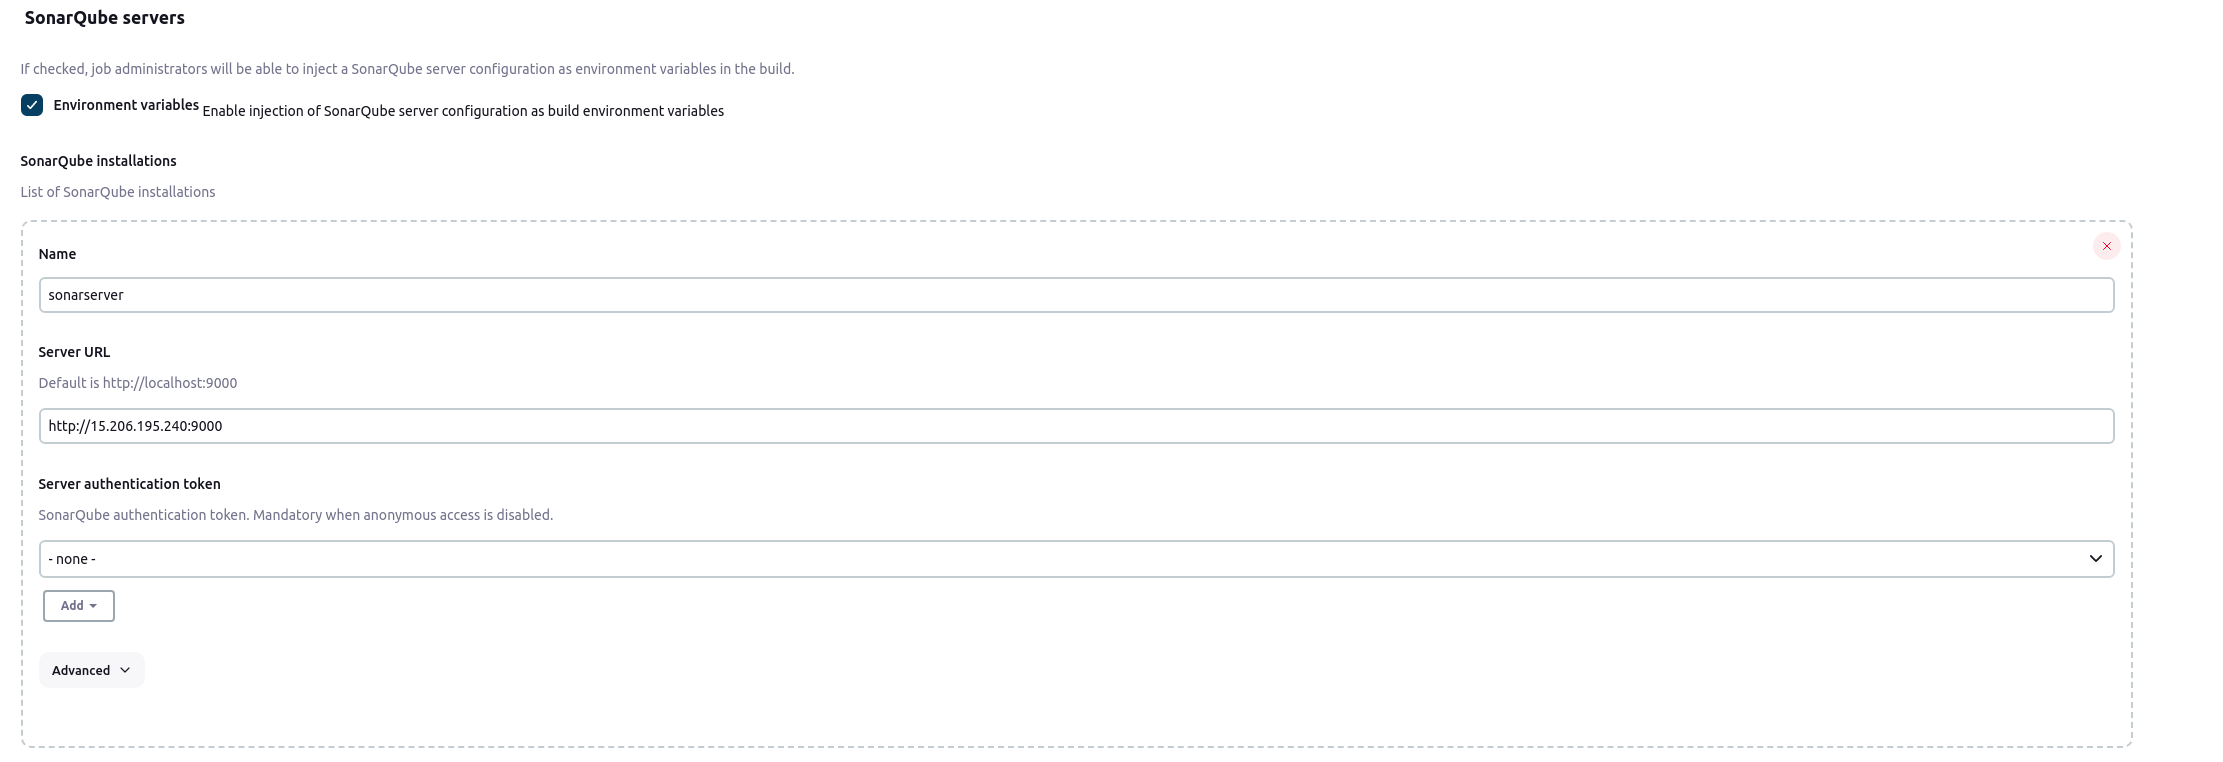 SonarQube servers
If checked, job administrators will be able to inject a SonarQube server configuration as environment variables in the build.
Environment variables Enable injection of SonarQube server configuration as build environment variables
SonarQube installations
List of SonarQube installations
Name
sonarserver
Server URL
Default is http://localhost:9000
http://15.206.195.240:9000
Server authentication token
SonarQube authentication token. Mandatory when anonymous access is disabled.
- none -
Add
Advanced